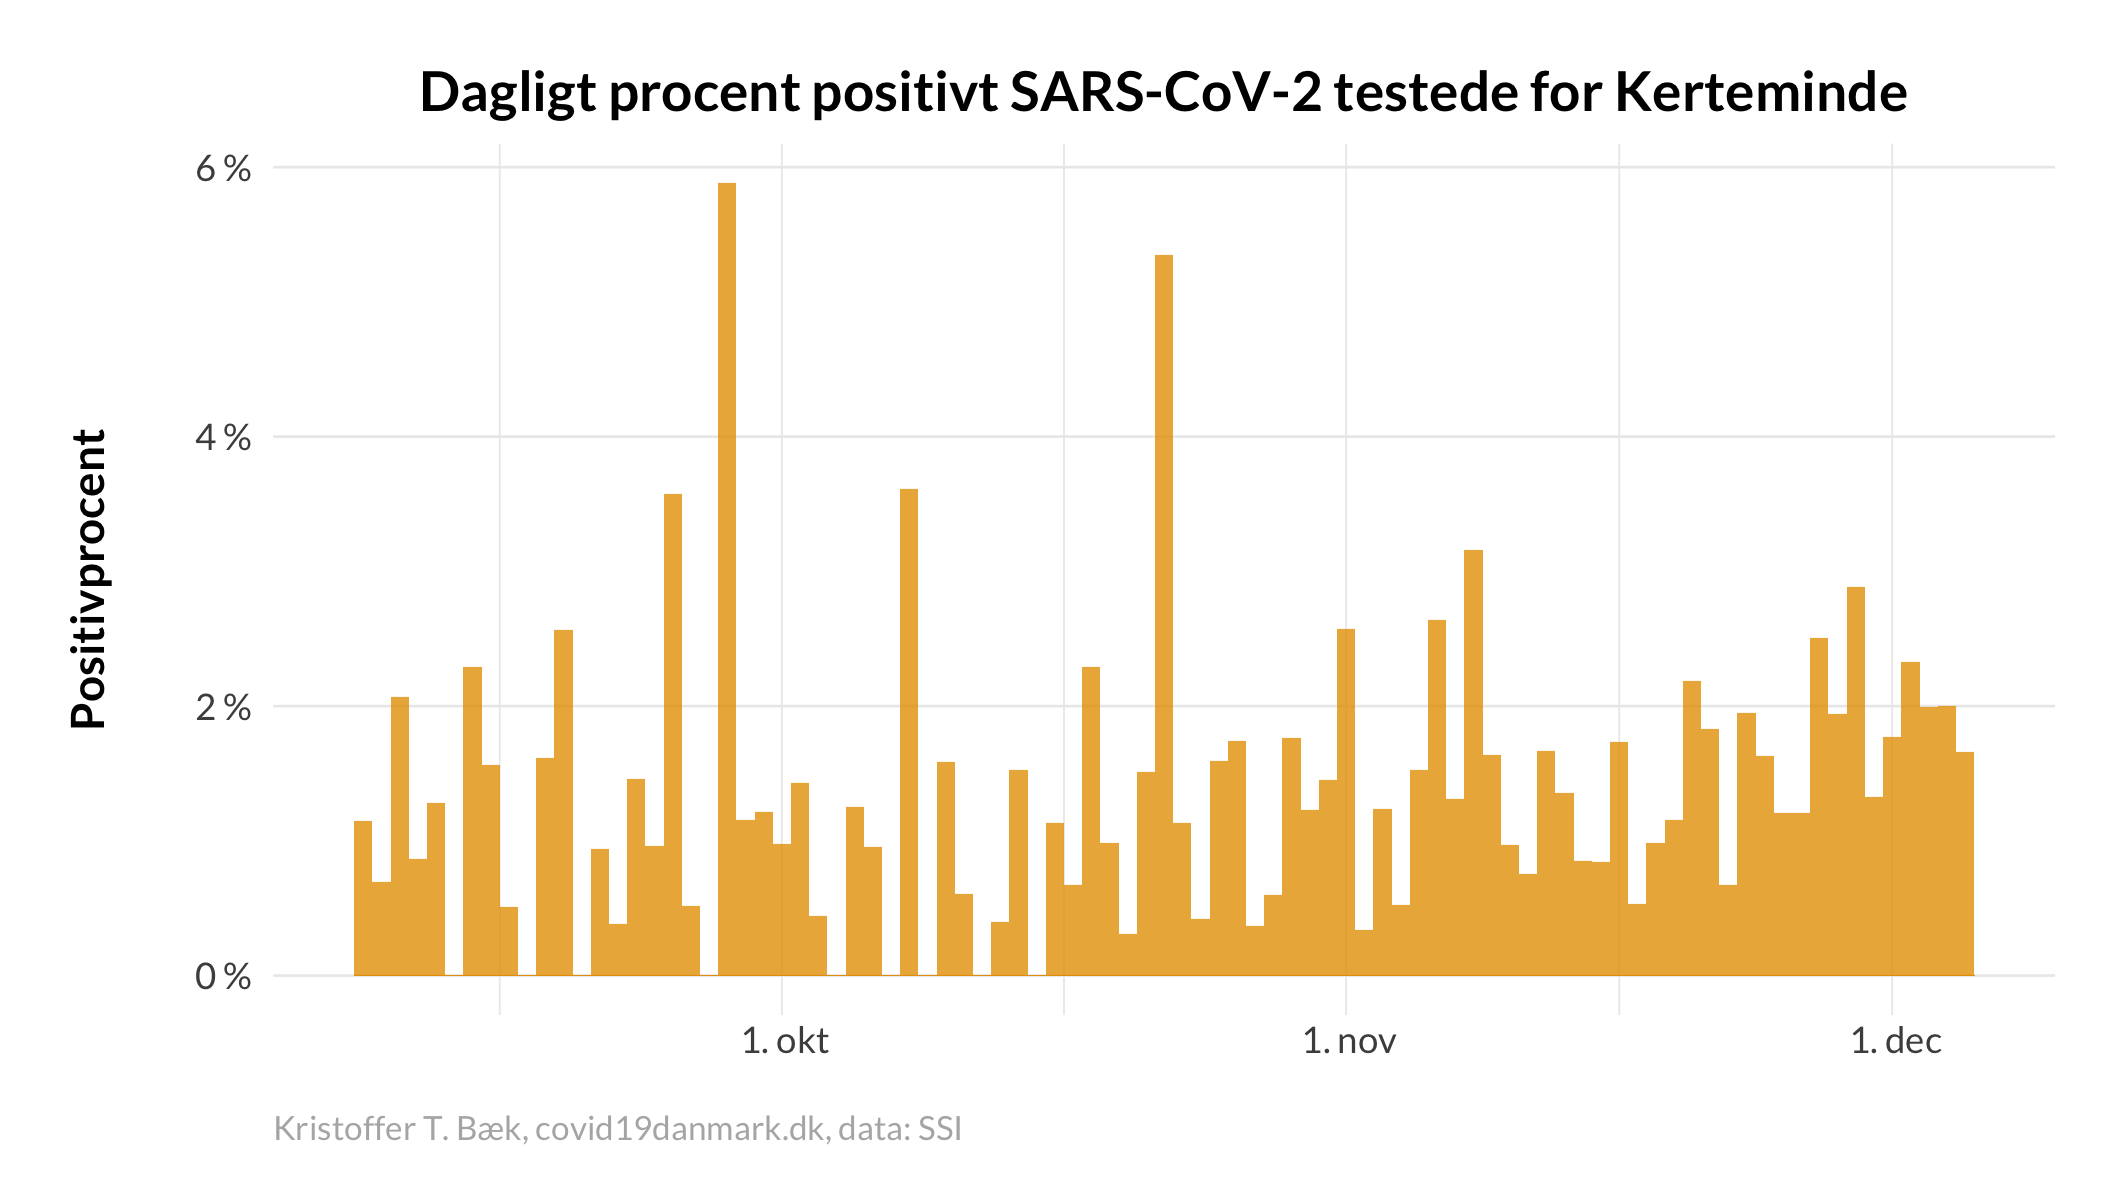 Dagligt procent positivt SARS-CoV-2 testede for Kerteminde
Positivprocent
6 %
4 %
2 %
0 %
1. okt
1. nov
1. dec
Kristoffer T. Bæk, covid19danmark.dk, data: SSI